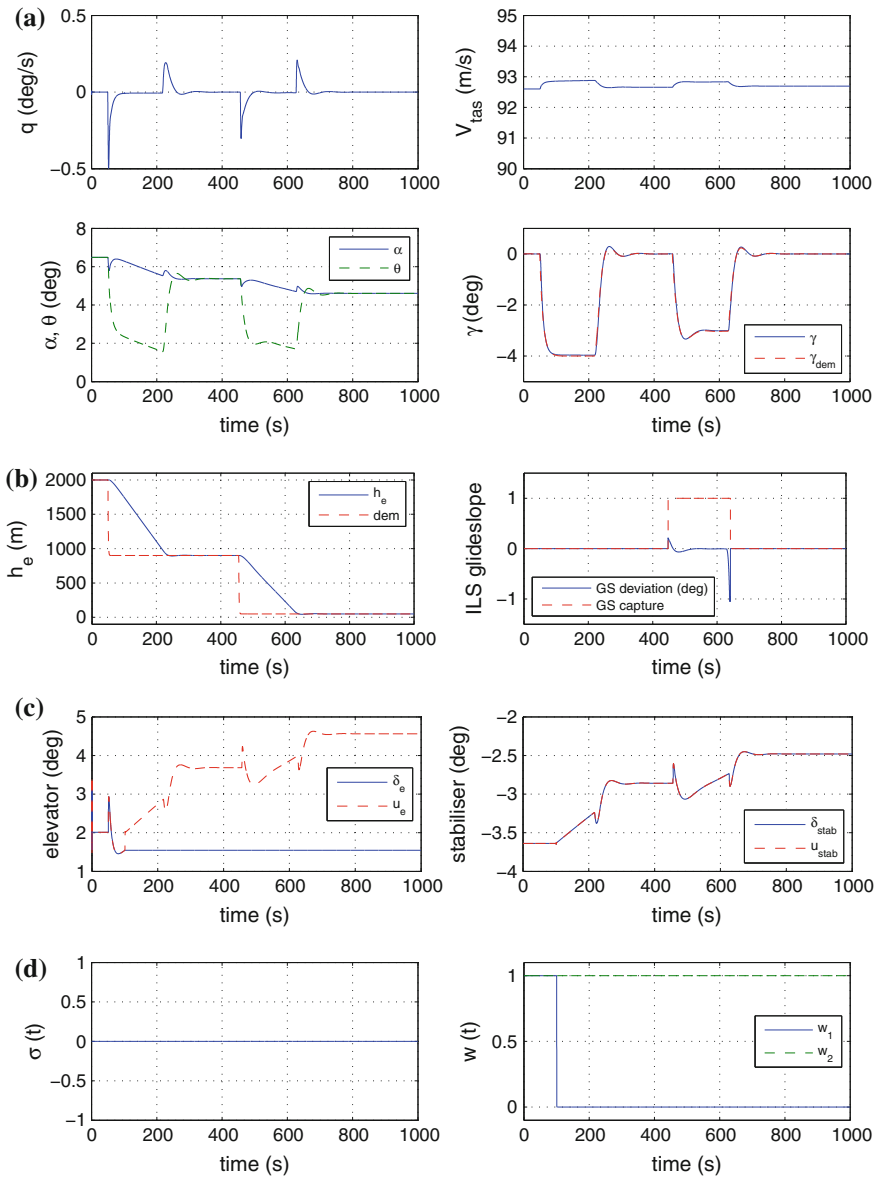 (a)
q (deg/s)
0.5
0
−0.5
0 200 400 600 800 1000
V_tas (m/s)
95
94
93
92
91
90
0 200 400 600 800 1000
α, θ (deg)
8
6
4
2
0
α
θ
0 200 400 600 800 1000
time (s)
γ (deg)
0
−2
−4
γ
γ_dem
0 200 400 600 800 1000
time (s)
(b)
h_e (m)
2000
1500
1000
500
0
h_e
dem
0 200 400 600 800 1000
time (s)
ILS glideslope
1
0
−1
GS deviation (deg)
GS capture
0 200 400 600 800 1000
time (s)
(c)
elevator (deg)
5
4
3
2
1
δ_e
u_e
0 200 400 600 800 1000
time (s)
stabiliser (deg)
−2
−2.5
−3
−3.5
−4
δ_stab
u_stab
0 200 400 600 800 1000
time (s)
(d)
σ (t)
1
0.5
0
−0.5
−1
0 200 400 600 800 1000
time (s)
w (t)
1
0.5
0
w_1
w_2
0 200 400 600 800 1000
time (s)